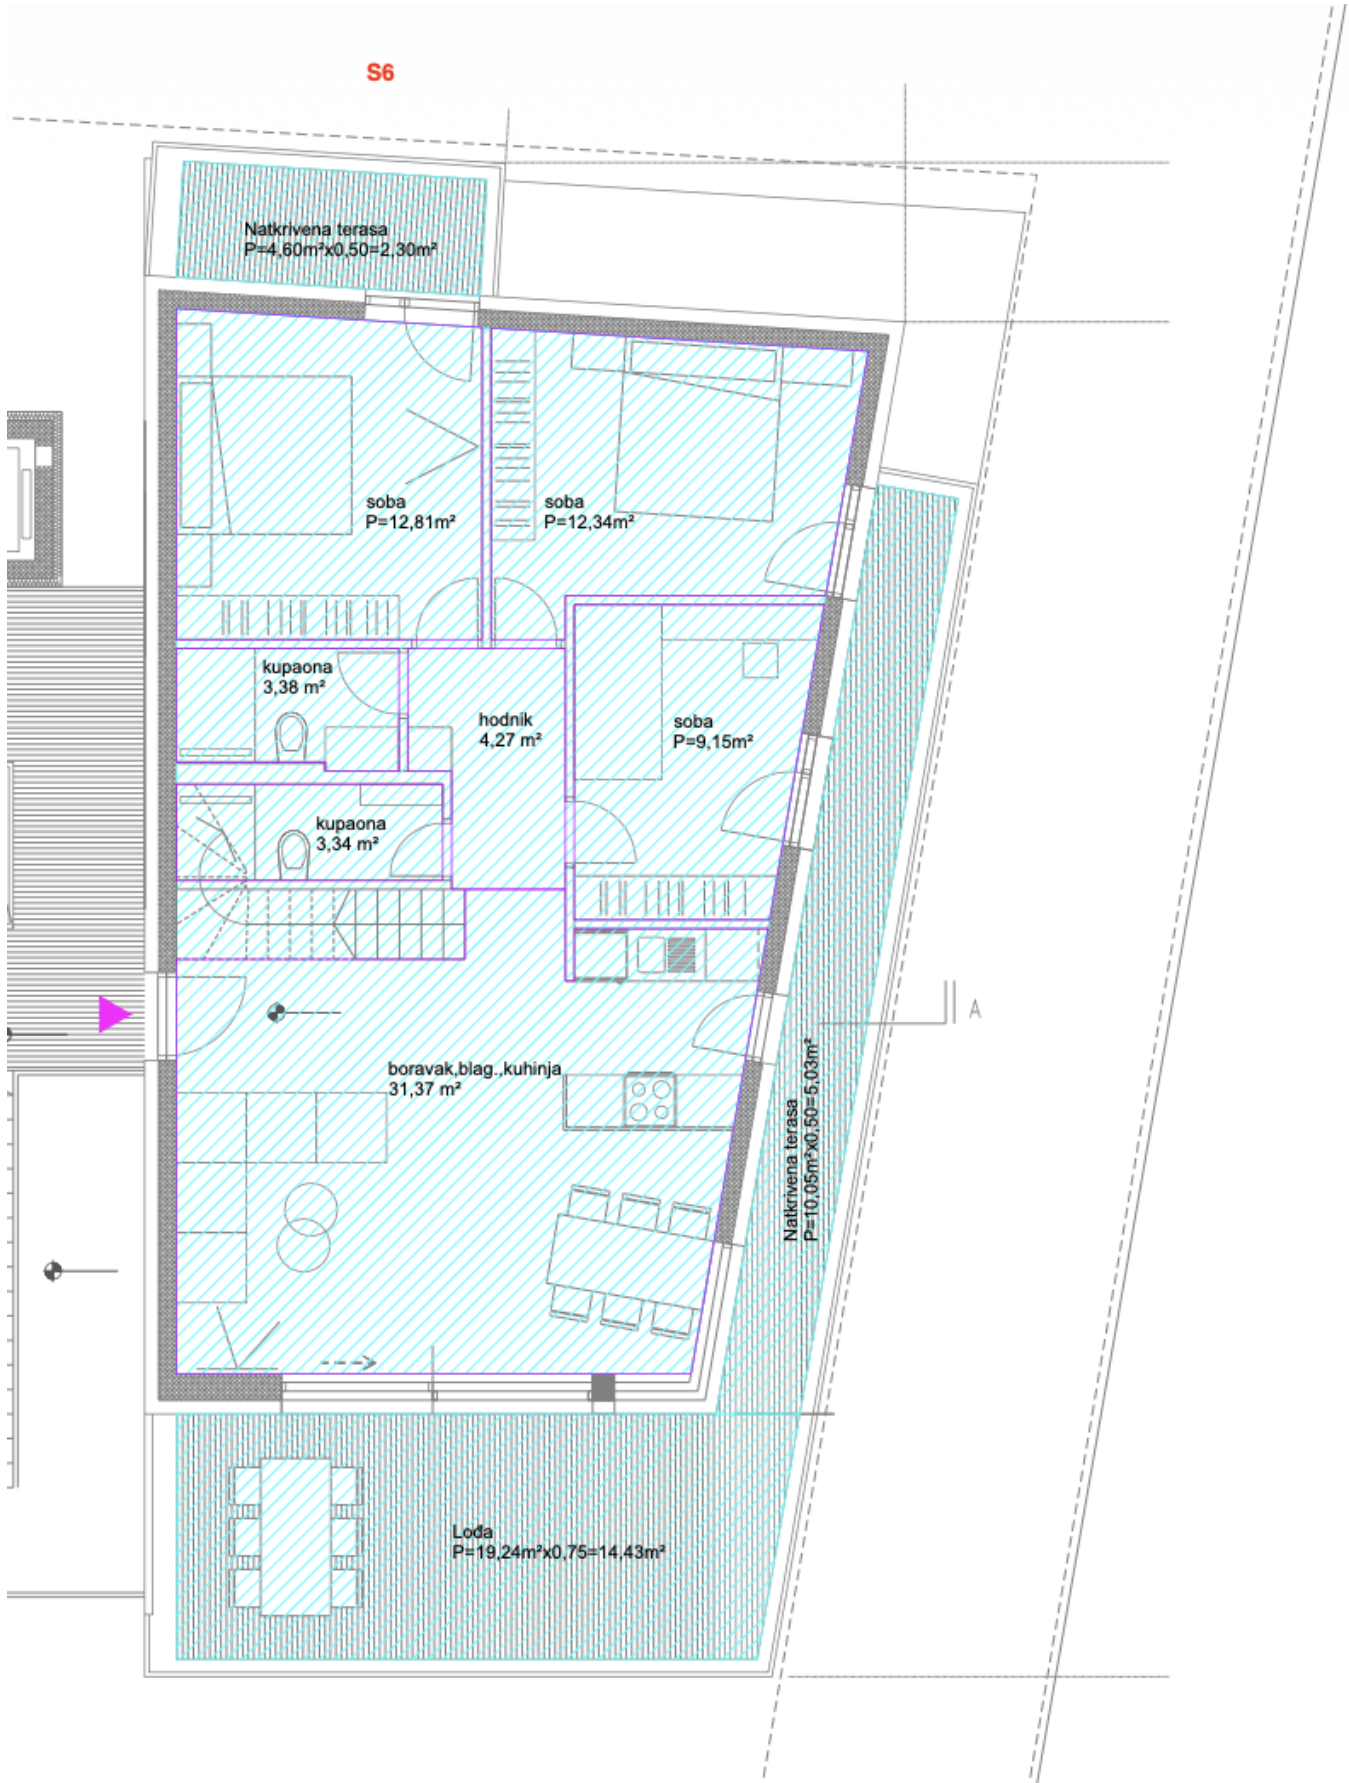 S6
Natkrivena terasa
P=4,60m²x0,50=2,30m²
soba
P=12,81m²
soba
P=12,34m²
kupaona
3,38 m²
hodnik
4,27 m²
soba
P=9,15m²
kupaona
3,34 m²
A
boravak,blag.,kuhinja
31,37 m²
Natkrivena terasa
P=10,05m²x0,50=5,03m²
Lođa
P=19,24m²x0,75=14,43m²